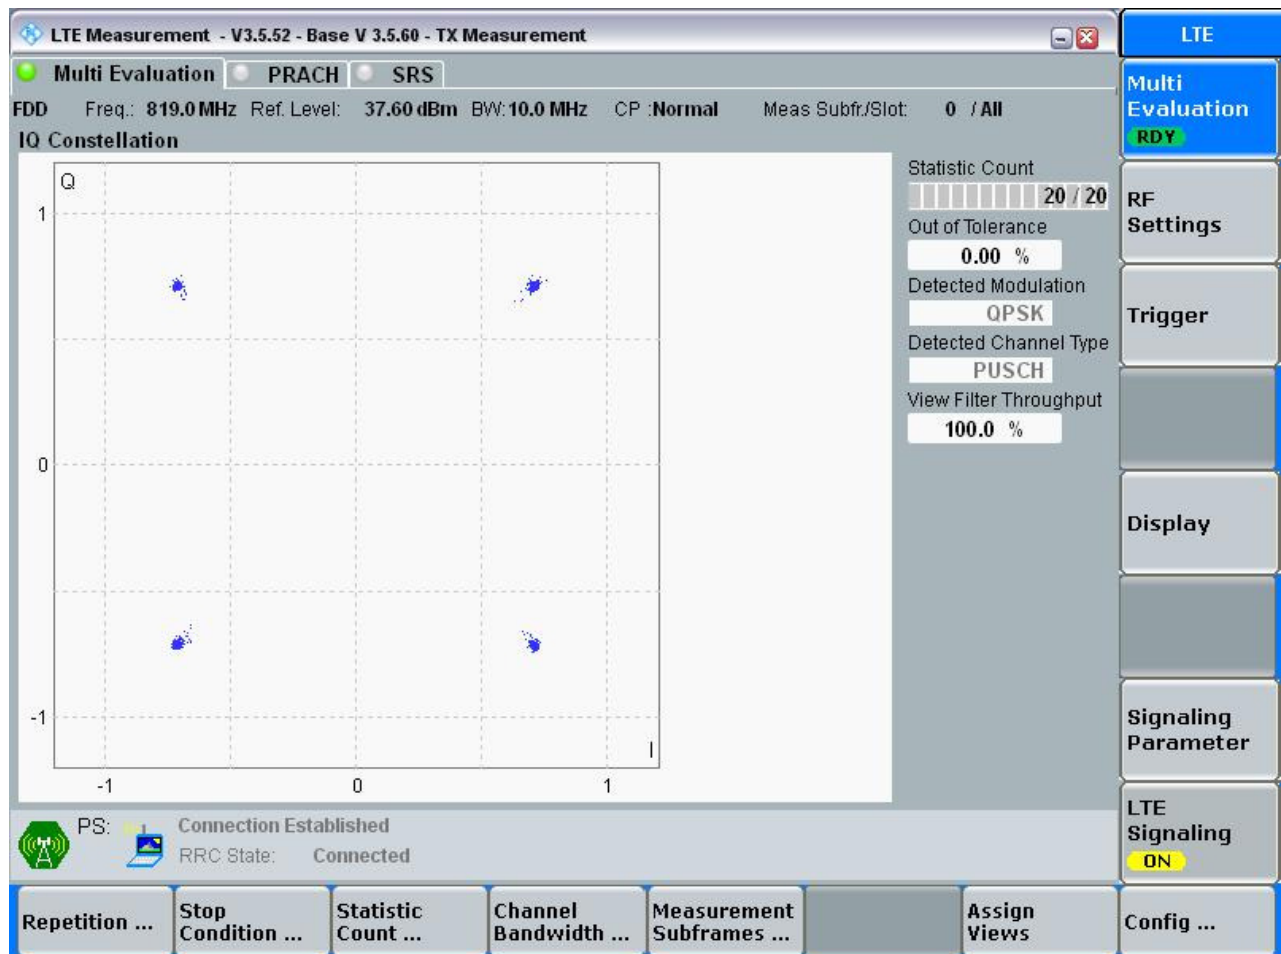 LTE Measurement - V3.5.52 - Base V 3.5.60 - TX Measurement
LTE
Multi Evaluation PRACH SRS
FDD Freq.: 819.0 MHz Ref. Level: 37.60 dBm BW: 10.0 MHz CP :Normal Meas Subfr./Slot: 0 / All
IQ Constellation
Q
1
0
-1
I
-1 0 1
Statistic Count
20 / 20
Out of Tolerance
0.00 %
Detected Modulation
QPSK
Detected Channel Type
PUSCH
View Filter Throughput
100.0 %
Multi
Evaluation
RDY
RF
Settings
Trigger
Display
Signaling
Parameter
LTE
Signaling
ON
PS: Connection Established
RRC State: Connected
Repetition ...
Stop
Condition ...
Statistic
Count ...
Channel
Bandwidth ...
Measurement
Subframes ...
Assign
Views
Config ...